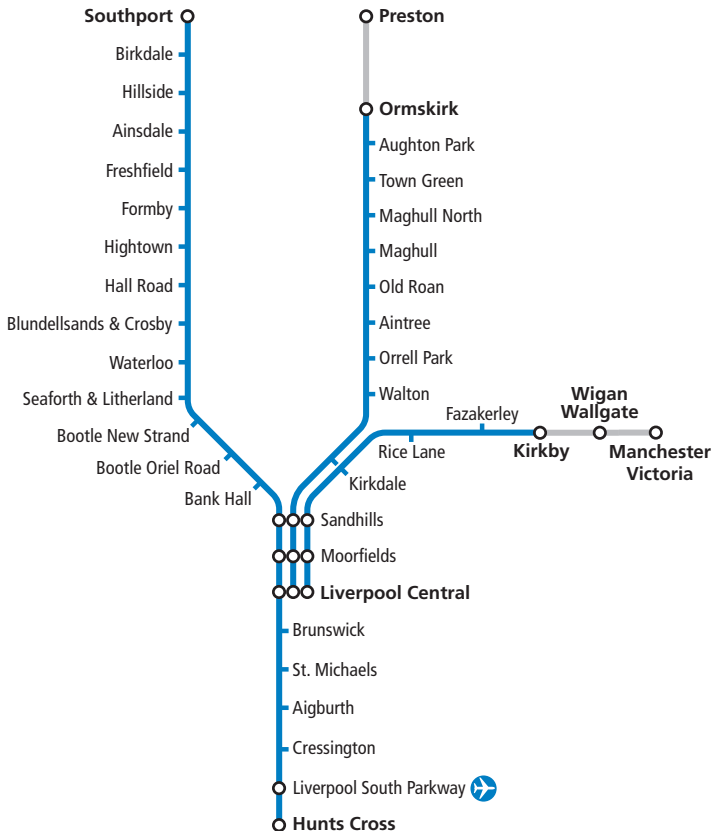 Southport
Birkdale
Hillside
Ainsdale
Freshfield
Formby
Hightown
Hall Road
Blundellsands & Crosby
Waterloo
Seaforth & Litherland
Bootle New Strand
Bootle Oriel Road
Bank Hall
Preston
Ormskirk
Aughton Park
Town Green
Maghull North
Maghull
Old Roan
Aintree
Orrell Park
Walton
Fazakerley
Rice Lane
Kirkdale
Kirkby
Wigan
Wallgate
Manchester
Victoria
Sandhills
Moorfields
Liverpool Central
Brunswick
St. Michaels
Aigburth
Cressington
Liverpool South Parkway
Hunts Cross